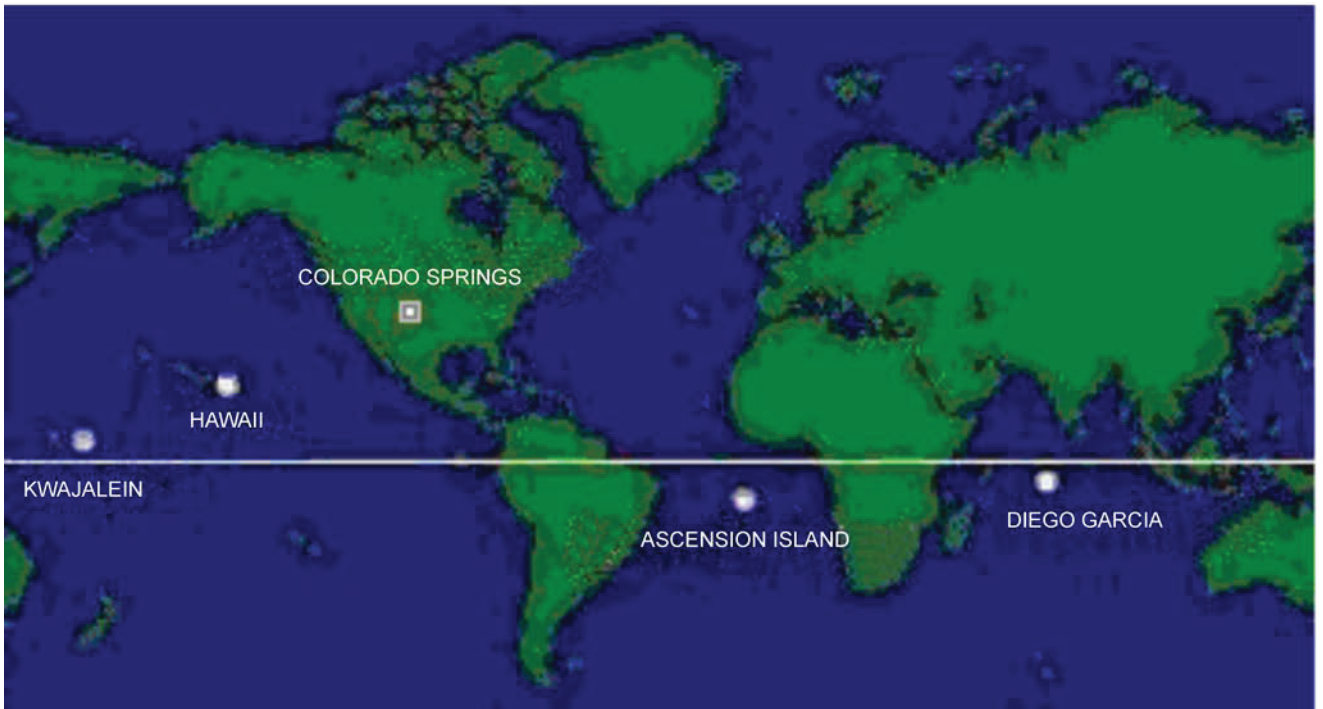 COLORADO SPRINGS
HAWAII
KWAJALEIN
ASCENSION ISLAND
DIEGO GARCIA